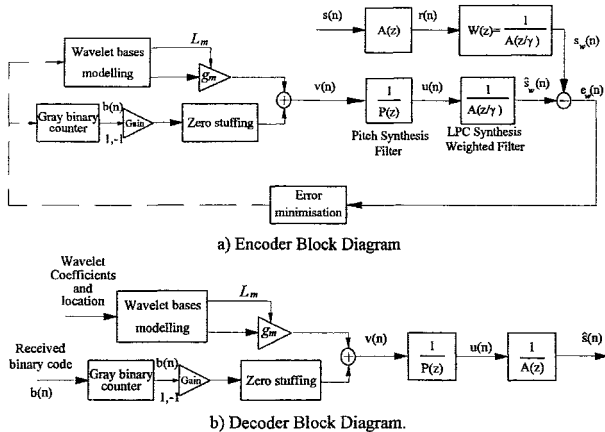 s(n)
A(z)
r(n)
W(z)= 1 / A(z/γ)
s_w(n)
Wavelet bases
modelling
L_m
g_m
v(n)
1 / P(z)
u(n)
1 / A(z/γ)
ŝ_w(n)
e_w(n)
Gray binary
counter
b(n)
1,-1
Gain
Zero stuffing
Pitch Synthesis
Filter
LPC Synthesis
Weighted Filter
Error
minimisation
a) Encoder Block Diagram
Wavelet
Coefficients
and
location
Wavelet bases
modelling
L_m
g_m
v(n)
1 / P(z)
u(n)
1 / A(z)
ŝ(n)
Received
binary code
b(n)
Gray binary
counter
b(n)
1,-1
Gain
Zero stuffing
b) Decoder Block Diagram.